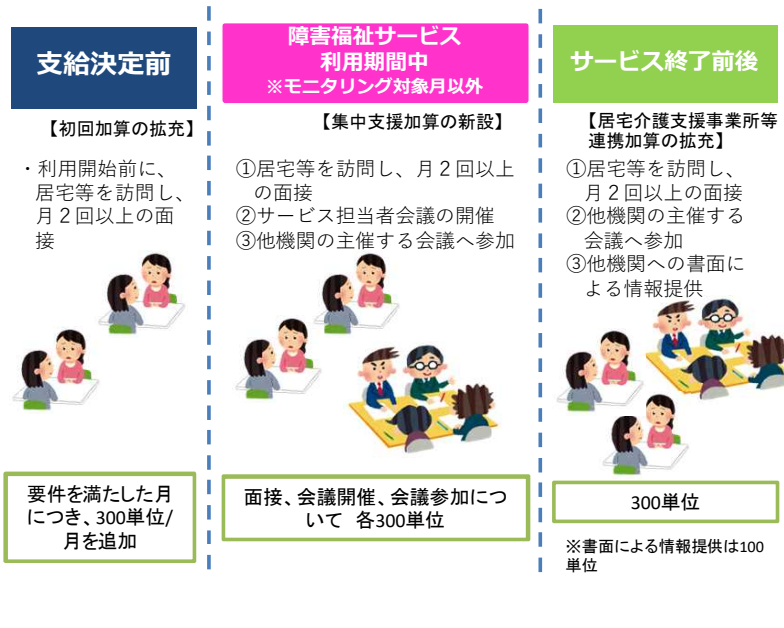 支給決定前
【初回加算の拡充】
・利用開始前に、
居宅等を訪問し、
月２回以上の面
接
要件を満たした月
につき、300単位/
月を追加
障害福祉サービス
利用期間中
※モニタリング対象月以外
【集中支援加算の新設】
①居宅等を訪問し、月２回以上
の面接
②サービス担当者会議の開催
③他機関の主催する会議へ参加
面接、会議開催、会議参加につ
いて 各300単位
サービス終了前後
【居宅介護支援事業所等
連携加算の拡充】
①居宅等を訪問し、
月２回以上の面接
②他機関の主催する
会議へ参加
③他機関への書面に
よる情報提供
300単位
※書面による情報提供は100
単位